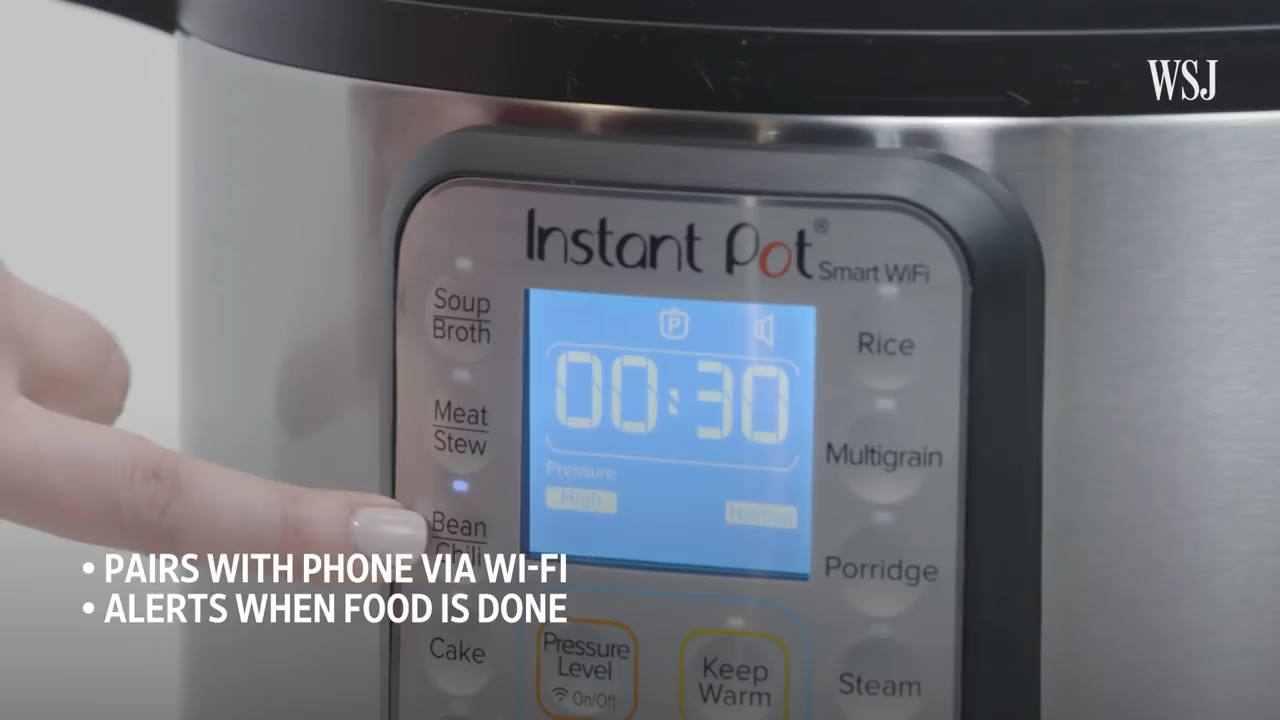 WSJ
Instant Pot®
Smart WiFi
Soup
Broth
Meat
Stew
Bean
Chili
Cake
P
00:30
Pressure
High
Normal
Rice
Multigrain
Porridge
Steam
Pressure
Level
On/Off
Keep
Warm
• PAIRS WITH PHONE VIA WI-FI
• ALERTS WHEN FOOD IS DONE